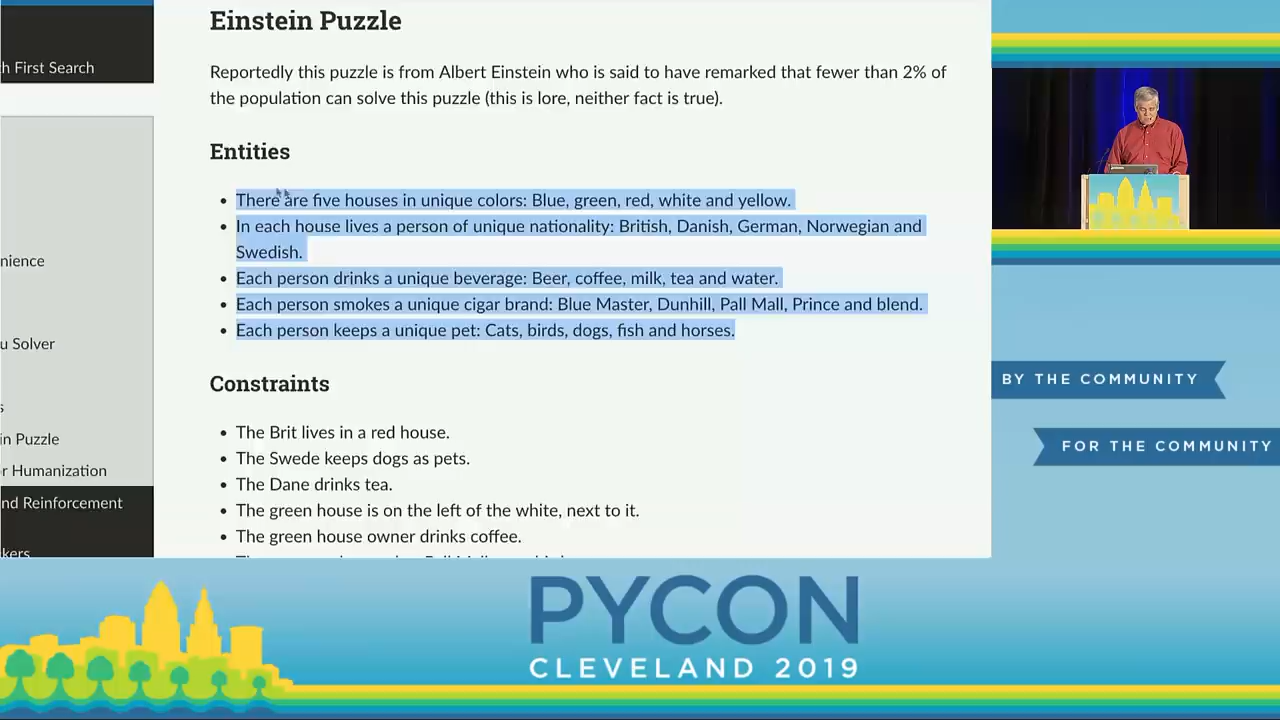 Einstein Puzzle
h First Search
Reportedly this puzzle is from Albert Einstein who is said to have remarked that fewer than 2% of
the population can solve this puzzle (this is lore, neither fact is true).
Entities
There are five houses in unique colors: Blue, green, red, white and yellow.
In each house lives a person of unique nationality: British, Danish, German, Norwegian and
Swedish.
Each person drinks a unique beverage: Beer, coffee, milk, tea and water.
Each person smokes a unique cigar brand: Blue Master, Dunhill, Pall Mall, Prince and blend.
Each person keeps a unique pet: Cats, birds, dogs, fish and horses.
Constraints
The Brit lives in a red house.
The Swede keeps dogs as pets.
The Dane drinks tea.
The green house is on the left of the white, next to it.
The green house owner drinks coffee.
nience
u Solver
s
in Puzzle
r Humanization
nd Reinforcement
kers
BY THE COMMUNITY
FOR THE COMMUNITY
PYCON
CLEVELAND 2019